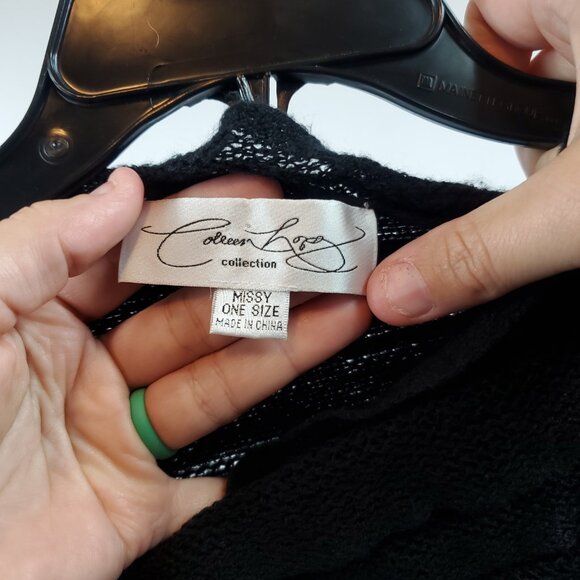 Colleen Lopez
collection
MISSY
ONE SIZE
MADE IN CHINA